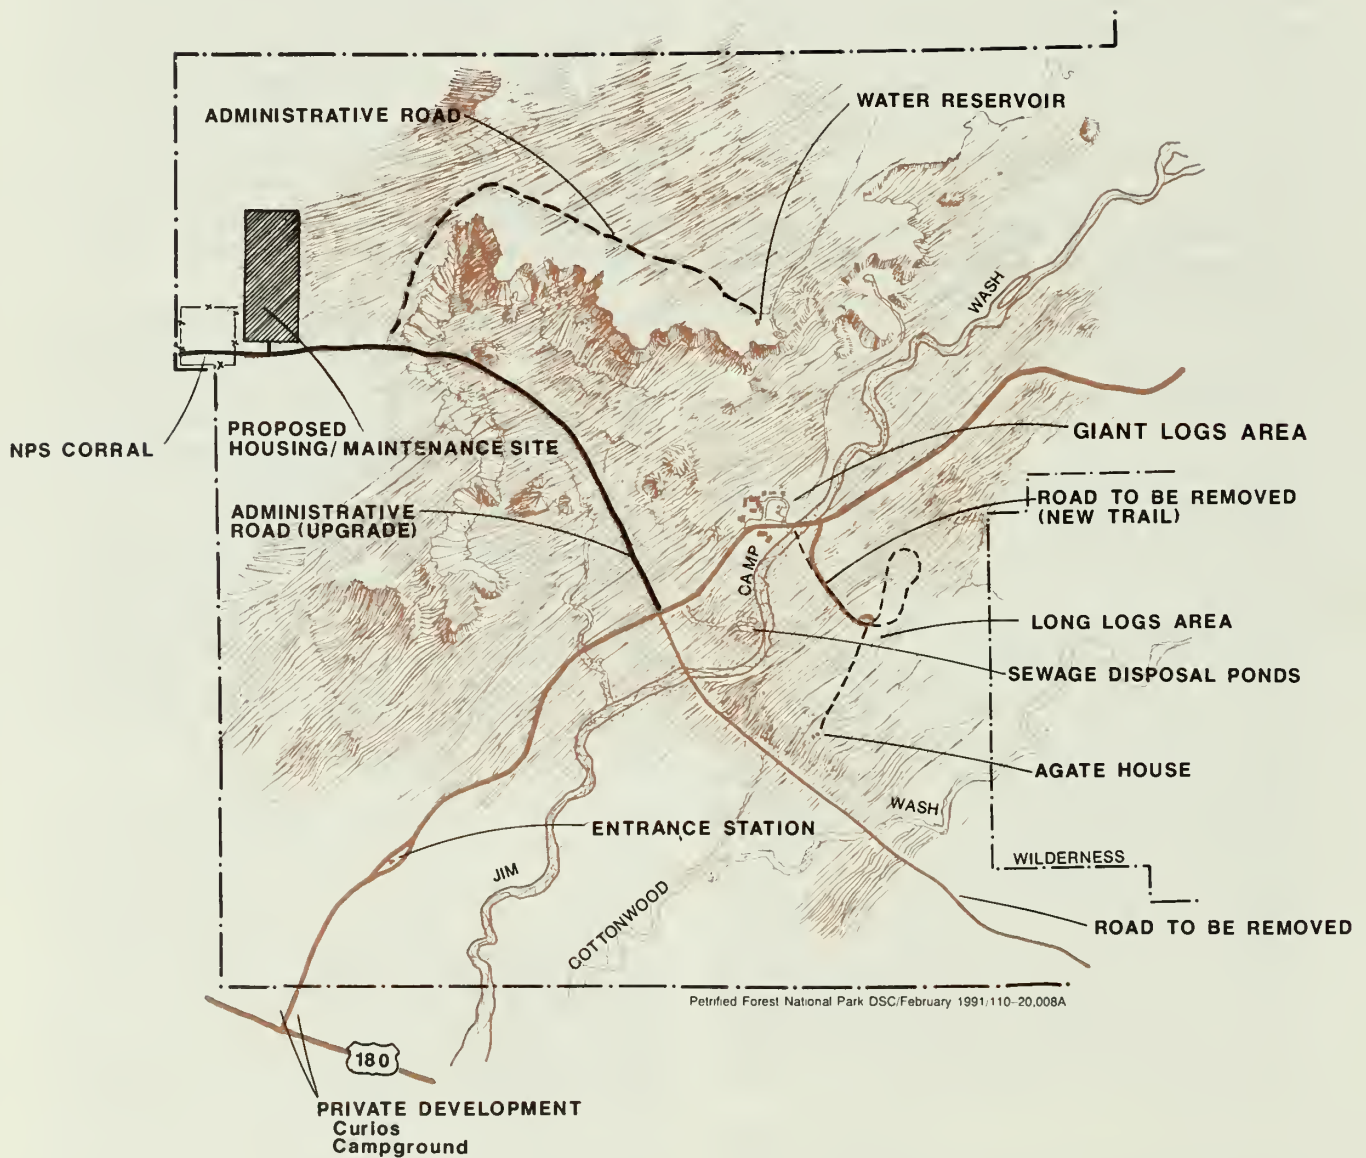 ADMINISTRATIVE ROAD
WATER RESERVOIR
WASH
NPS CORRAL
PROPOSED
HOUSING/MAINTENANCE SITE
GIANT LOGS AREA
ADMINISTRATIVE
ROAD (UPGRADE)
ROAD TO BE REMOVED
(NEW TRAIL)
CAMP
LONG LOGS AREA
SEWAGE DISPOSAL PONDS
AGATE HOUSE
WASH
ENTRANCE STATION
WILDERNESS
JIM
COTTONWOOD
ROAD TO BE REMOVED
Petrified Forest National Park DSC/February 1991/110-20,008A
180
PRIVATE DEVELOPMENT
Curios
Campground